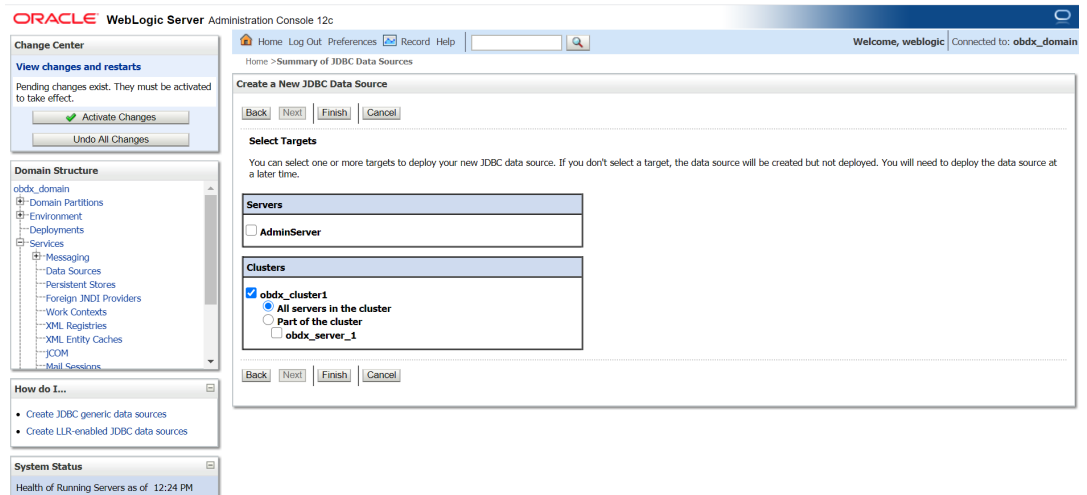 ORACLE WebLogic Server Administration Console 12c
Change Center
View changes and restarts
Pending changes exist. They must be activated
to take effect.
Activate Changes
Undo All Changes
Domain Structure
obdx_domain
Domain Partitions
Environment
Deployments
Services
Messaging
Data Sources
Persistent Stores
Foreign JNDI Providers
Work Contexts
XML Registries
XML Entity Caches
jCOM
Mail Sessions
How do I...
Create JDBC generic data sources
Create LLR-enabled JDBC data sources
System Status
Health of Running Servers as of 12:24 PM
Home Log Out Preferences Record Help
Welcome, weblogic Connected to: obdx_domain
Home >Summary of JDBC Data Sources
Create a New JDBC Data Source
Back Next Finish Cancel
Select Targets
You can select one or more targets to deploy your new JDBC data source. If you don't select a target, the data source will be created but not deployed. You will need to deploy the data source at
a later time.
Servers
AdminServer
Clusters
obdx_cluster1
All servers in the cluster
Part of the cluster
obdx_server_1
Back Next Finish Cancel